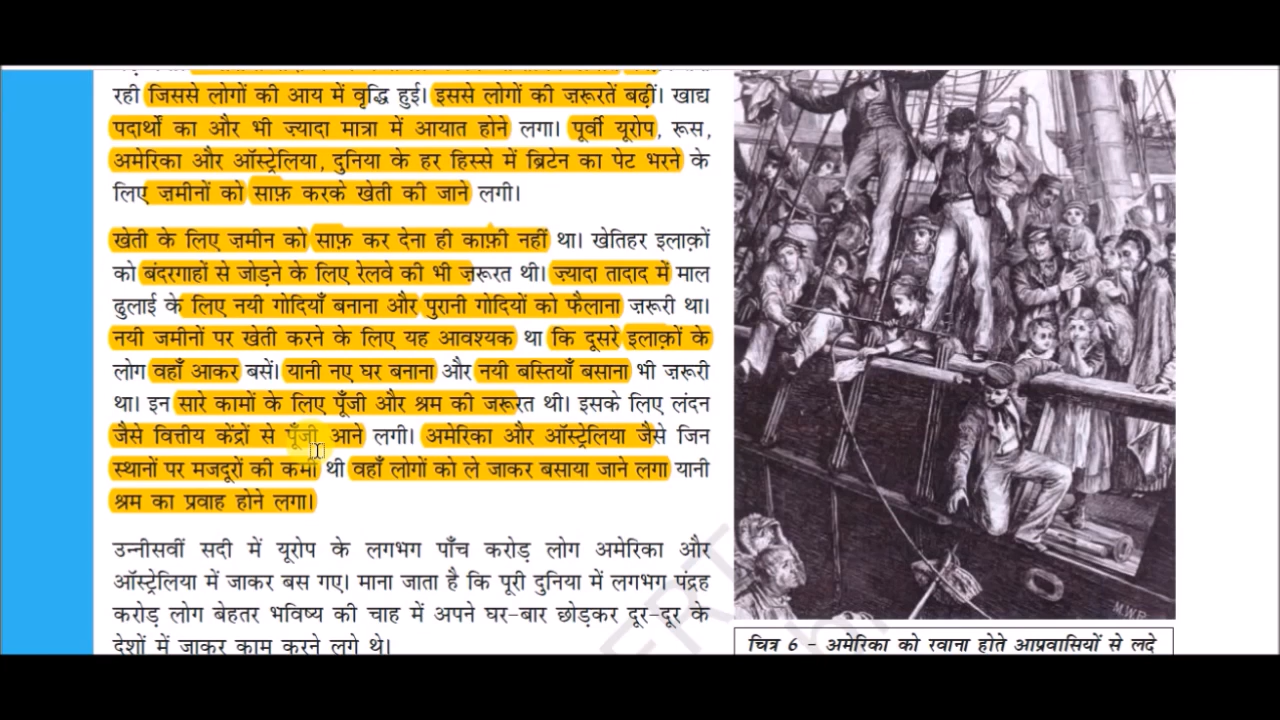 रही जिससे लोगों की आय में वृद्धि हुई। इससे लोगों की ज़रूरतें बढ़ीं। खाद्य
पदार्थों का और भी ज्यादा मात्रा में आयात होने लगा। पूर्वी यूरोप, रूस,
अमेरिका और ऑस्ट्रेलिया, दुनिया के हर हिस्से में ब्रिटेन का पेट भरने के
लिए ज़मीनों को साफ़ करके खेती की जाने लगी।
खेती के लिए ज़मीन को साफ़ कर देना ही काफ़ी नहीं था। खेतिहर इलाक़ों
को बंदरगाहों से जोड़ने के लिए रेलवे की भी ज़रूरत थी। ज़्यादा तादाद में माल
ढुलाई के लिए नयी गोदियाँ बनाना और पुरानी गोदियों को फैलाना ज़रूरी था।
नयी जमीनों पर खेती करने के लिए यह आवश्यक था कि दूसरे इलाक़ों के
लोग वहाँ आकर बसें। यानी नए घर बनाना और नयी बस्तियाँ बसाना भी ज़रूरी
था। इन सारे कामों के लिए पूँजी और श्रम की जरूरत थी। इसके लिए लंदन
जैसे वित्तीय केंद्रों से पूँजी आने लगी। अमेरिका और ऑस्ट्रेलिया जैसे जिन
स्थानों पर मजदूरों की कमी थी वहाँ लोगों को ले जाकर बसाया जाने लगा यानी
श्रम का प्रवाह होने लगा।
उन्नीसवीं सदी में यूरोप के लगभग पाँच करोड़ लोग अमेरिका और
ऑस्ट्रेलिया में जाकर बस गए। माना जाता है कि पूरी दुनिया में लगभग पंद्रह
करोड़ लोग बेहतर भविष्य की चाह में अपने घर-बार छोड़कर दूर-दूर के
देशों में जाकर काम करने लगे थे।
M.W.R
चित्र 6 - अमेरिका को रवाना होते आप्रवासियों से लदे